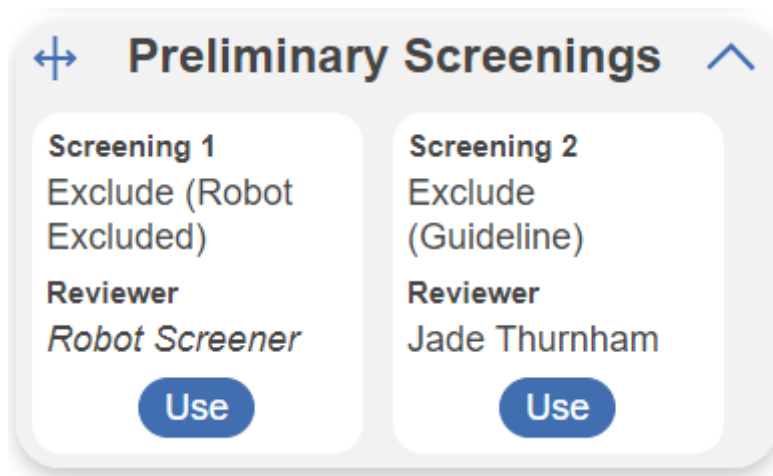 Preliminary Screenings
Screening 1
Exclude (Robot
Excluded)
Reviewer
Robot Screener
Use
Screening 2
Exclude
(Guideline)
Reviewer
Jade Thurnham
Use